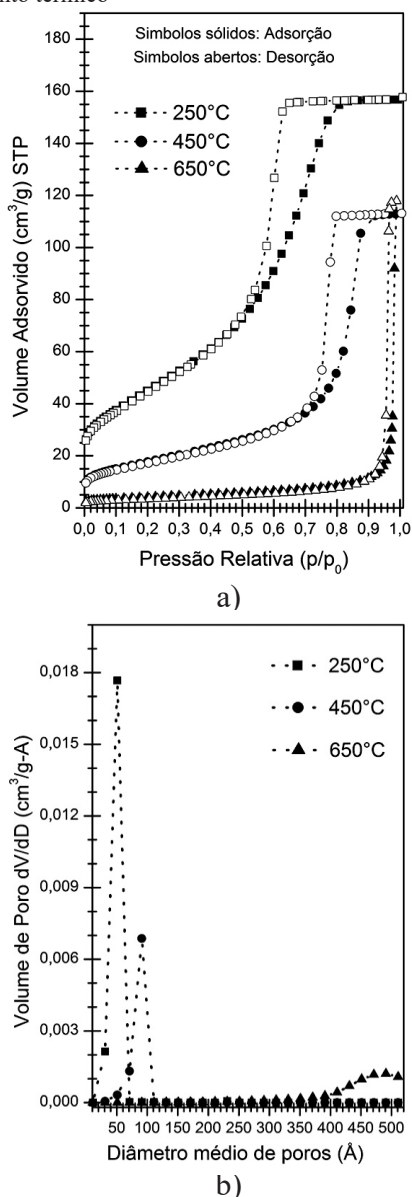 nto térmico
Simbolos sólidos: Adsorção
Simbolos abertos: Desorção
250°C
450°C
650°C
Volume Adsorvido (cm³/g) STP
180
160
140
120
100
80
60
40
20
0
0,0 0,1 0,2 0,3 0,4 0,5 0,6 0,7 0,8 0,9 1,0
Pressão Relativa (p/p₀)
a)
250°C
450°C
650°C
Volume de Poro dV/dD (cm³/g-A)
0,018
0,015
0,012
0,009
0,006
0,003
0,000
50 100 150 200 250 300 350 400 450 500
Diâmetro médio de poros (Å)
b)